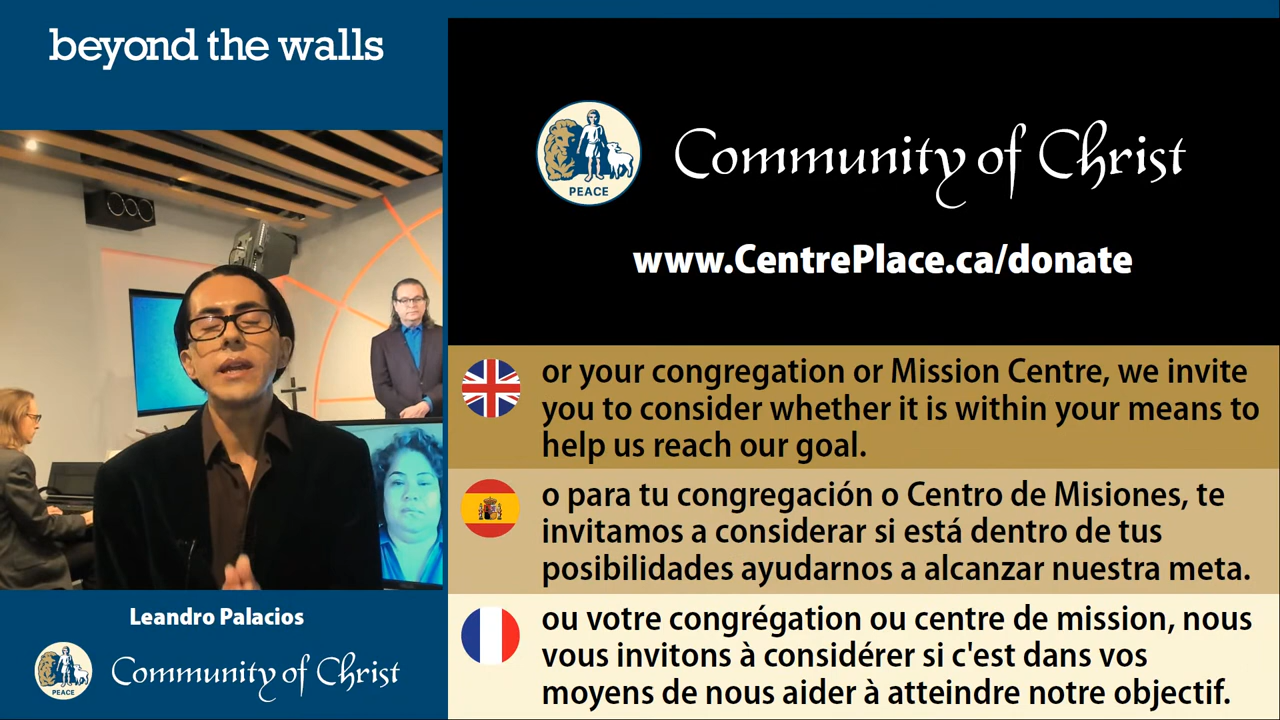 beyond the walls
PEACE
Community of Christ
www.CentrePlace.ca/donate
or your congregation or Mission Centre, we invite
you to consider whether it is within your means to
help us reach our goal.
o para tu congregación o Centro de Misiones, te
invitamos a considerar si está dentro de tus
posibilidades ayudarnos a alcanzar nuestra meta.
ou votre congrégation ou centre de mission, nous
vous invitons à considérer si c'est dans vos
moyens de nous aider à atteindre notre objectif.
Leandro Palacios
PEACE
Community of Christ